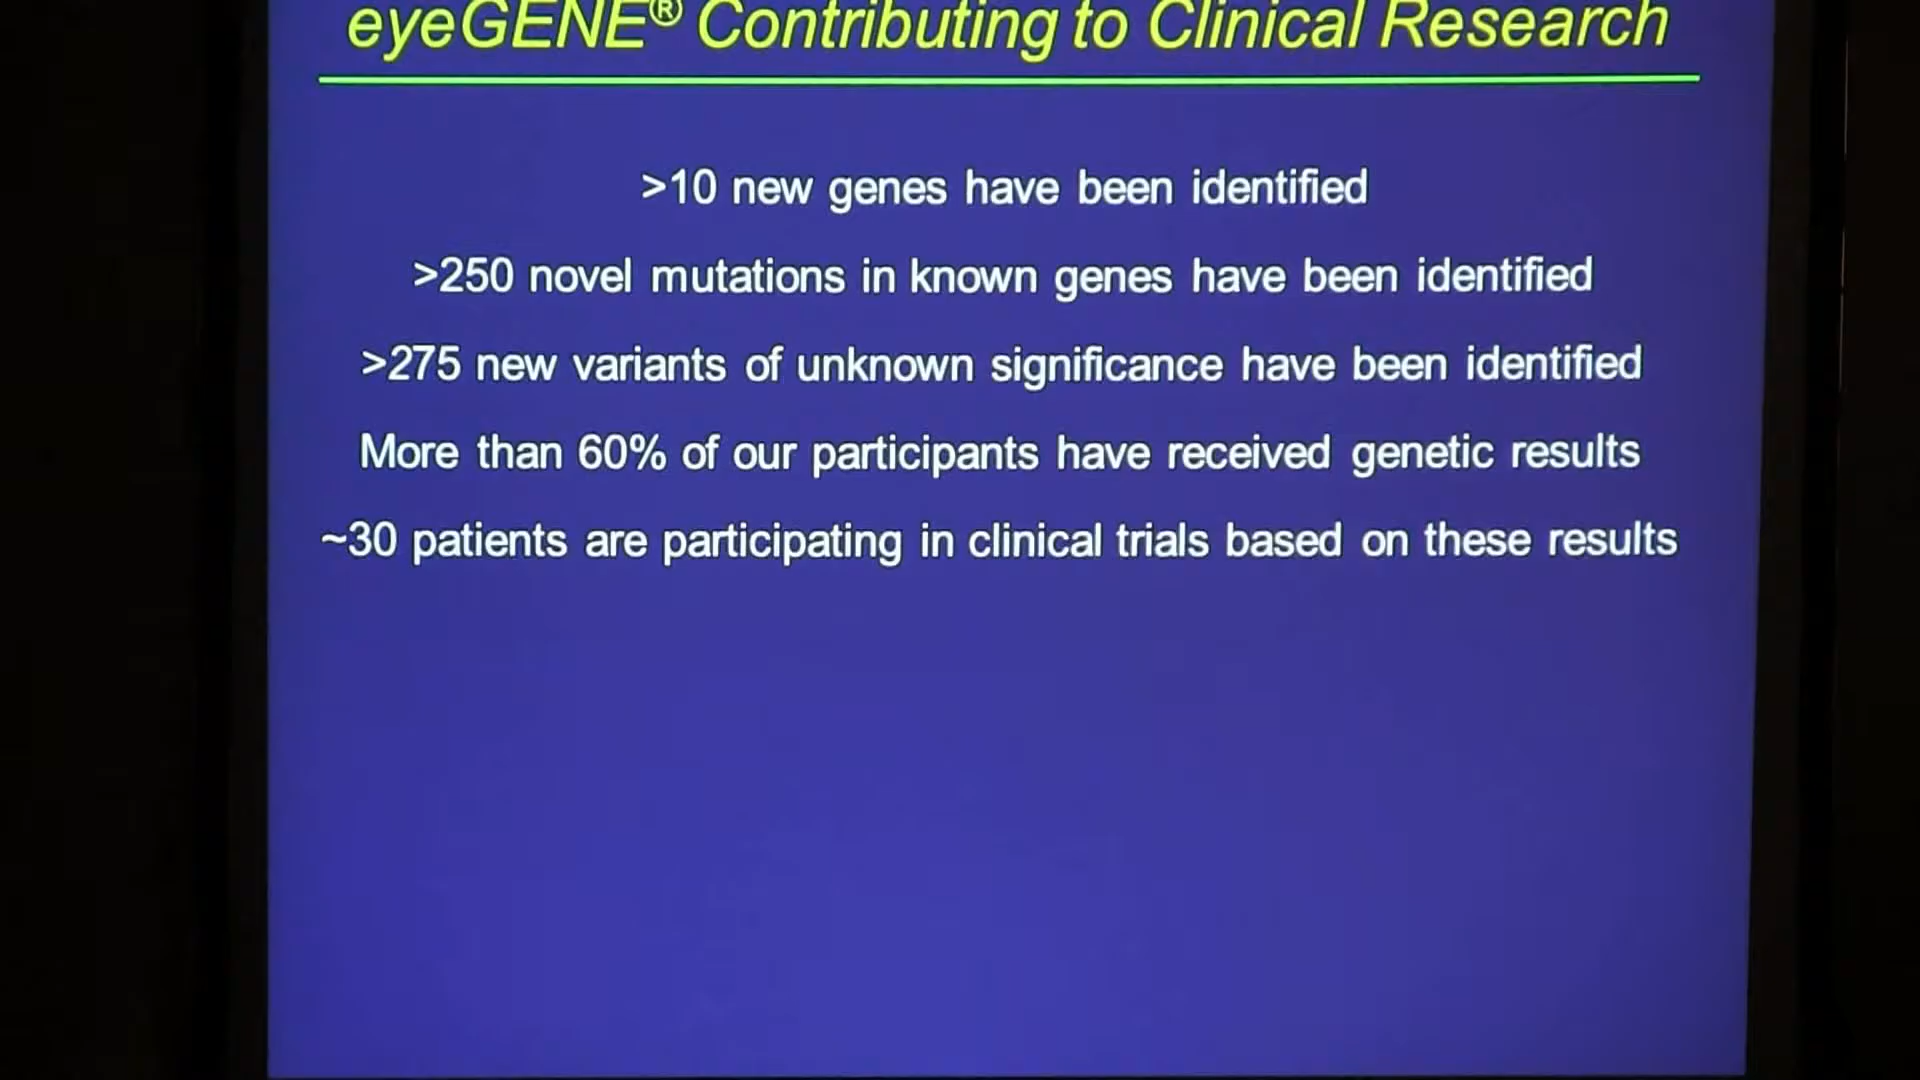 eyeGENE® Contributing to Clinical Research
>10 new genes have been identified
>250 novel mutations in known genes have been identified
>275 new variants of unknown significance have been identified
More than 60% of our participants have received genetic results
~30 patients are participating in clinical trials based on these results